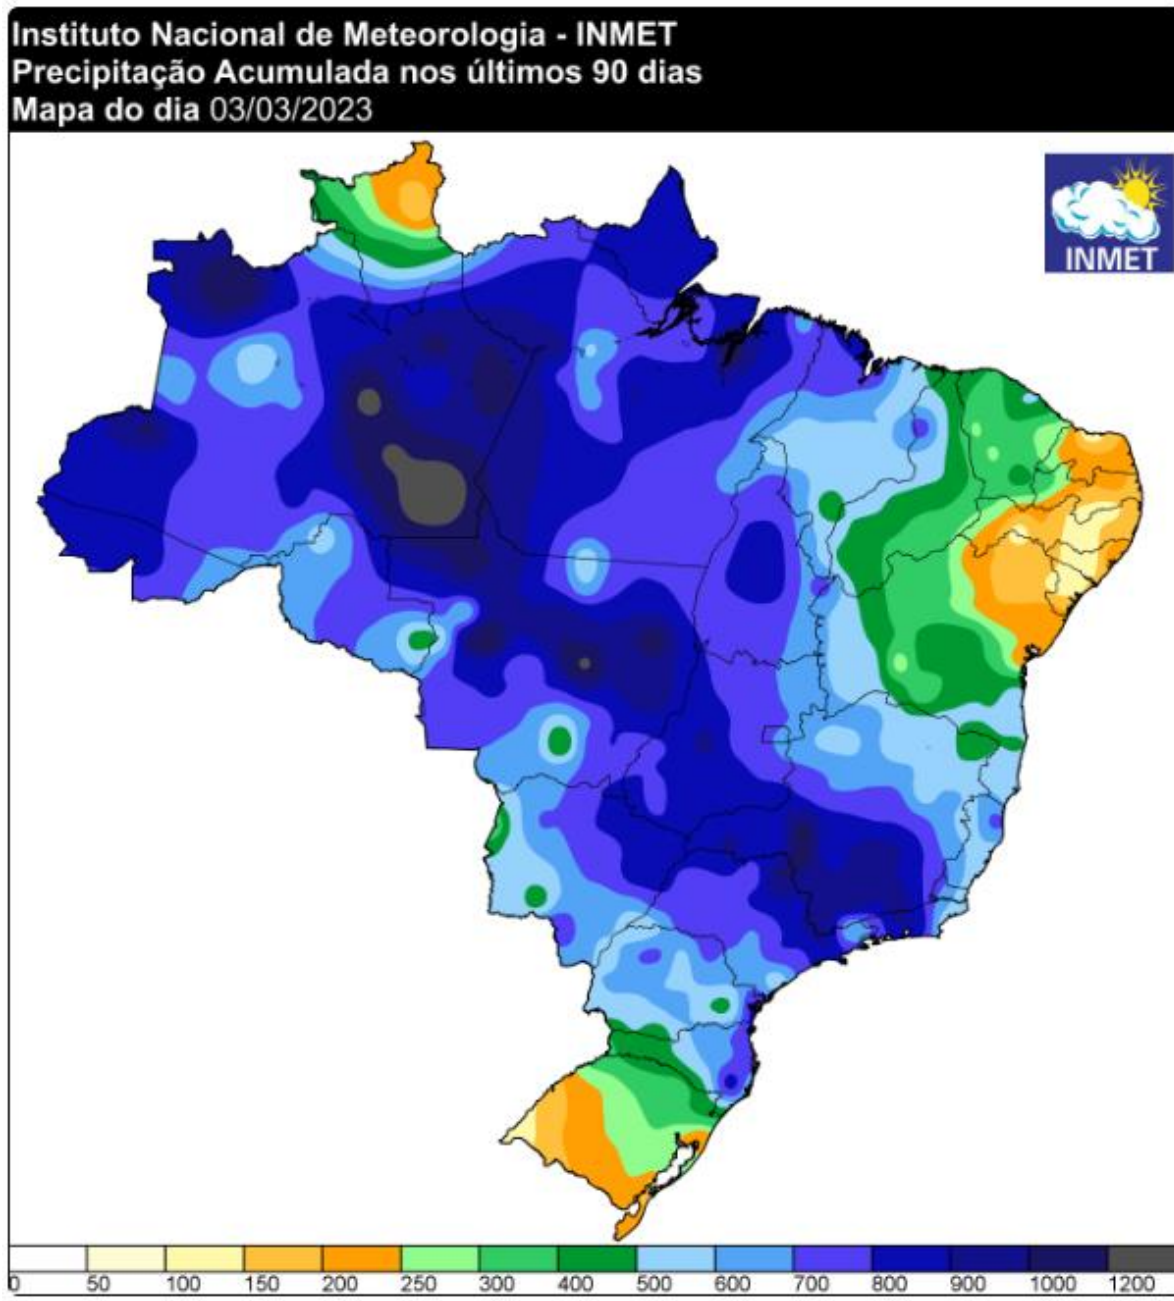 Instituto Nacional de Meteorologia - INMET
Precipitação Acumulada nos últimos 90 dias
Mapa do dia 03/03/2023
INMET
0 50 100 150 200 250 300 400 500 600 700 800 900 1000 1200